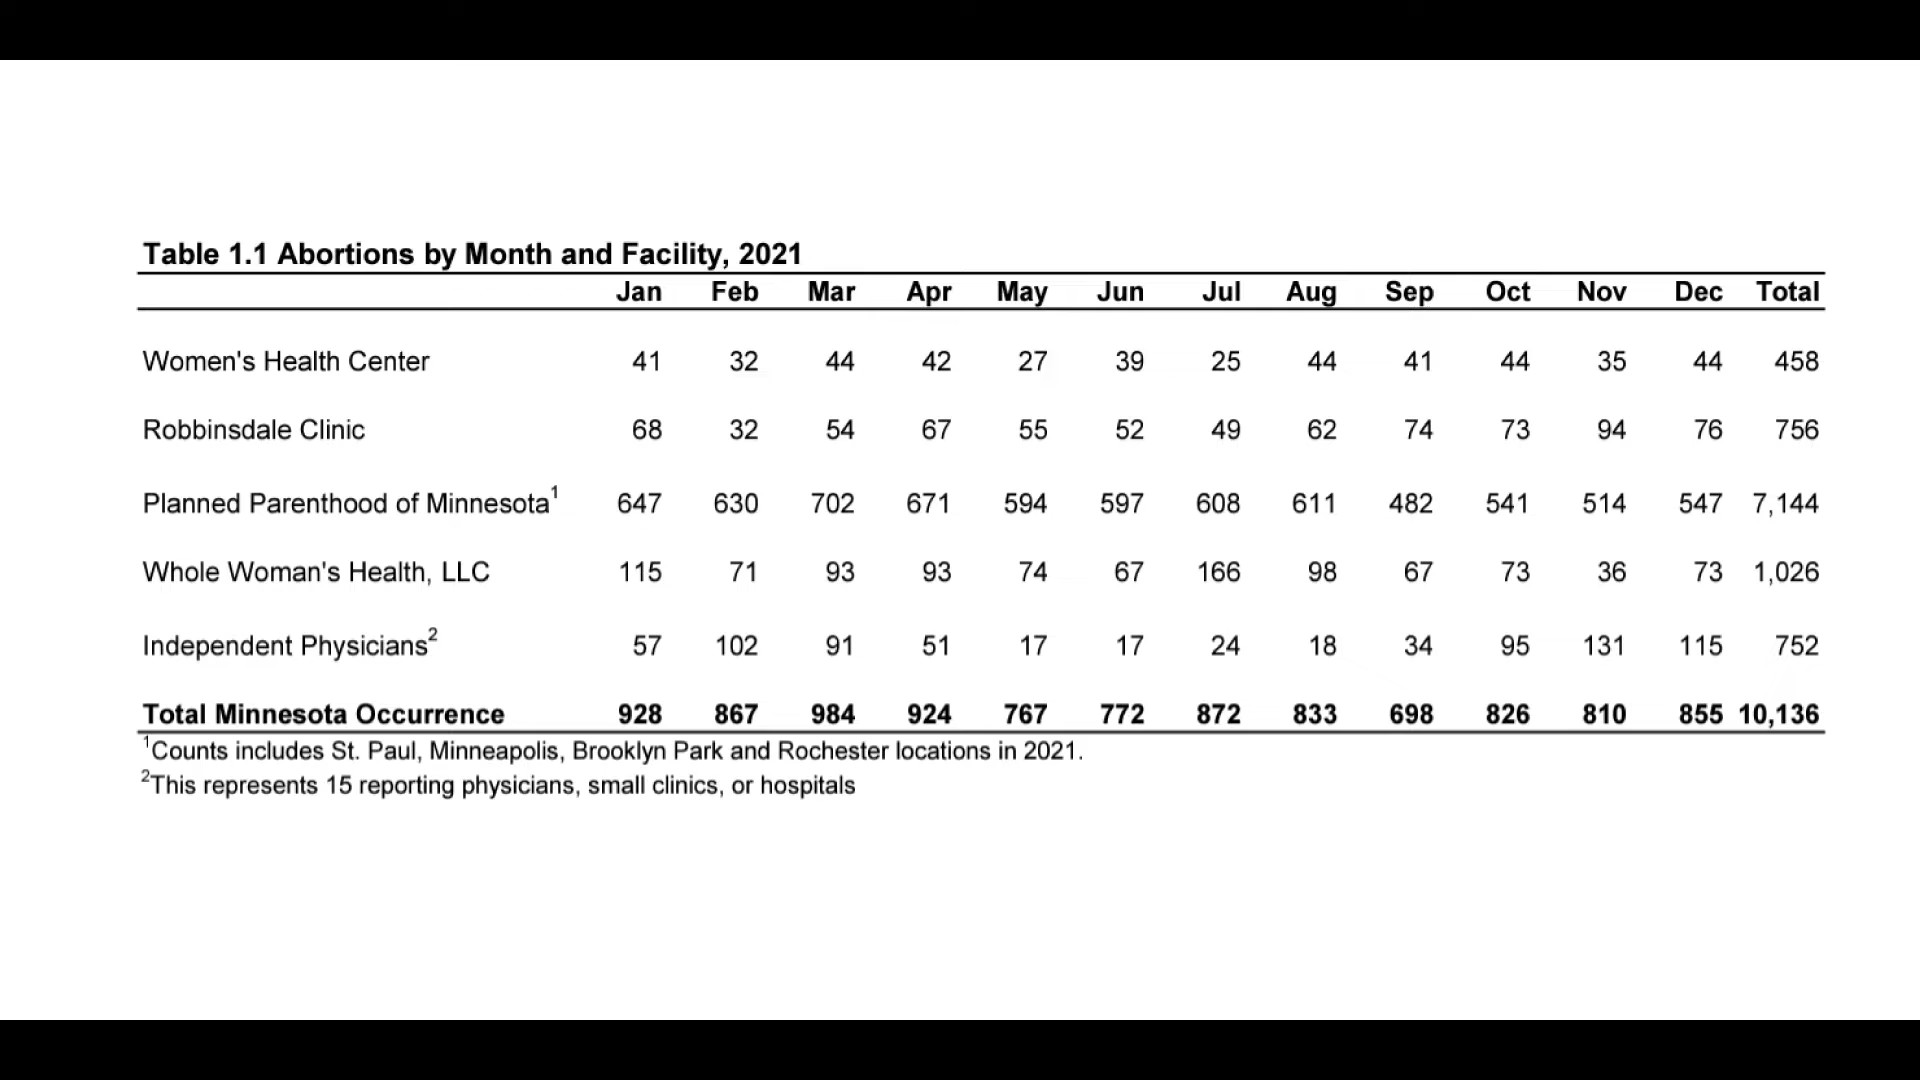 Table 1.1 Abortions by Month and Facility, 2021
Jan Feb Mar Apr May Jun Jul Aug Sep Oct Nov Dec Total
Women's Health Center 41 32 44 42 27 39 25 44 41 44 35 44 458
Robbinsdale Clinic 68 32 54 67 55 52 49 62 74 73 94 76 756
Planned Parenthood of Minnesota1 647 630 702 671 594 597 608 611 482 541 514 547 7,144
Whole Woman's Health, LLC 115 71 93 93 74 67 166 98 67 73 36 73 1,026
Independent Physicians2 57 102 91 51 17 17 24 18 34 95 131 115 752
Total Minnesota Occurrence 928 867 984 924 767 772 872 833 698 826 810 855 10,136
1Counts includes St. Paul, Minneapolis, Brooklyn Park and Rochester locations in 2021.
2This represents 15 reporting physicians, small clinics, or hospitals